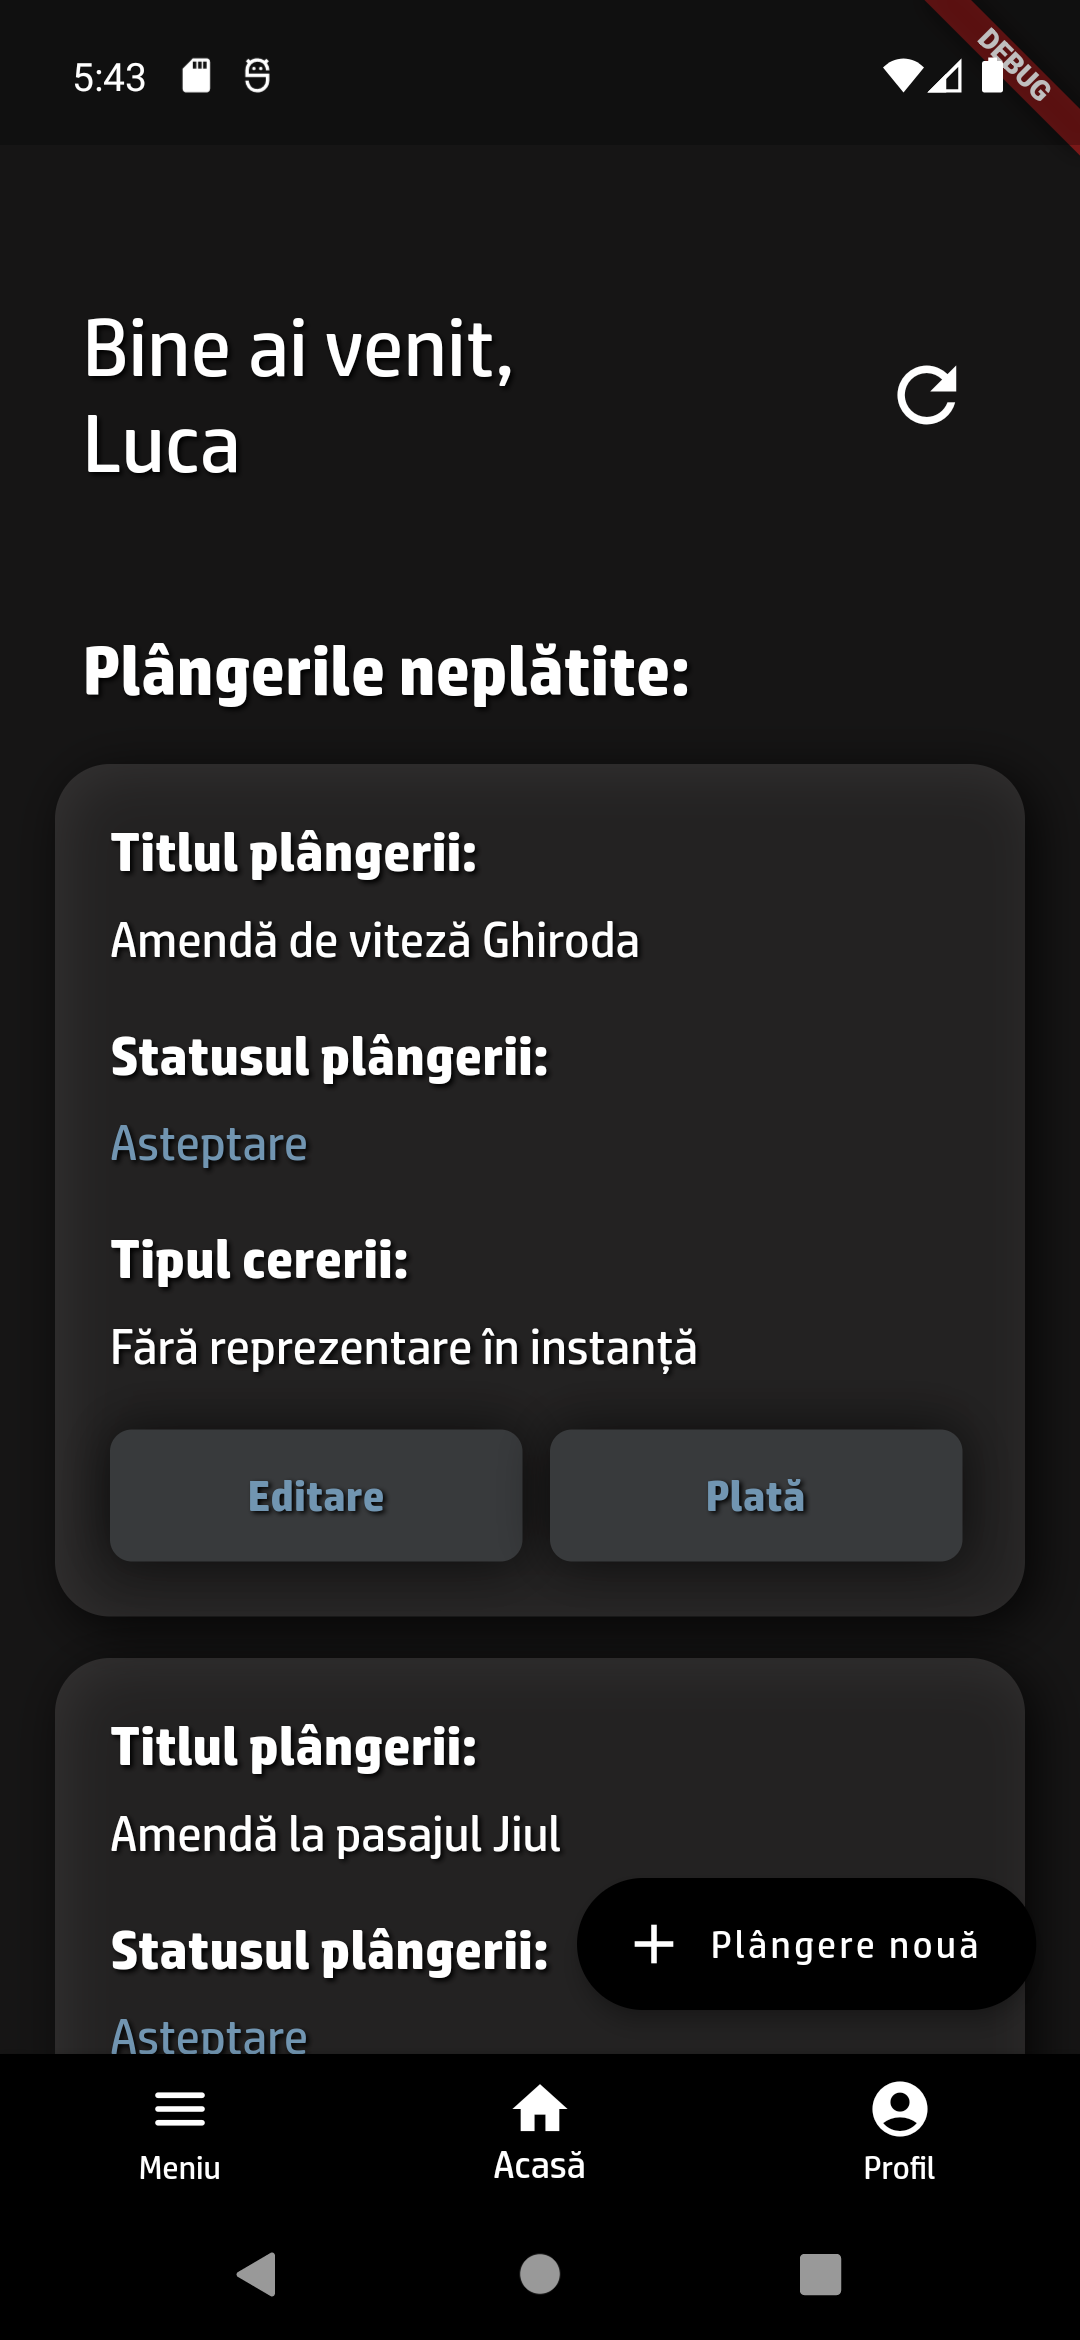 5:43
DEBUG
Bine ai venit,
Luca
Plângerile neplătite:
Titlul plângerii:
Amendă de viteză Ghiroda
Statusul plângerii:
Asteptare
Tipul cererii:
Fără reprezentare în instanță
Editare
Plată
Titlul plângerii:
Amendă la pasajul Jiul
Statusul plângerii:
Plângere nouă
Asteptare
Meniu
Acasă
Profil